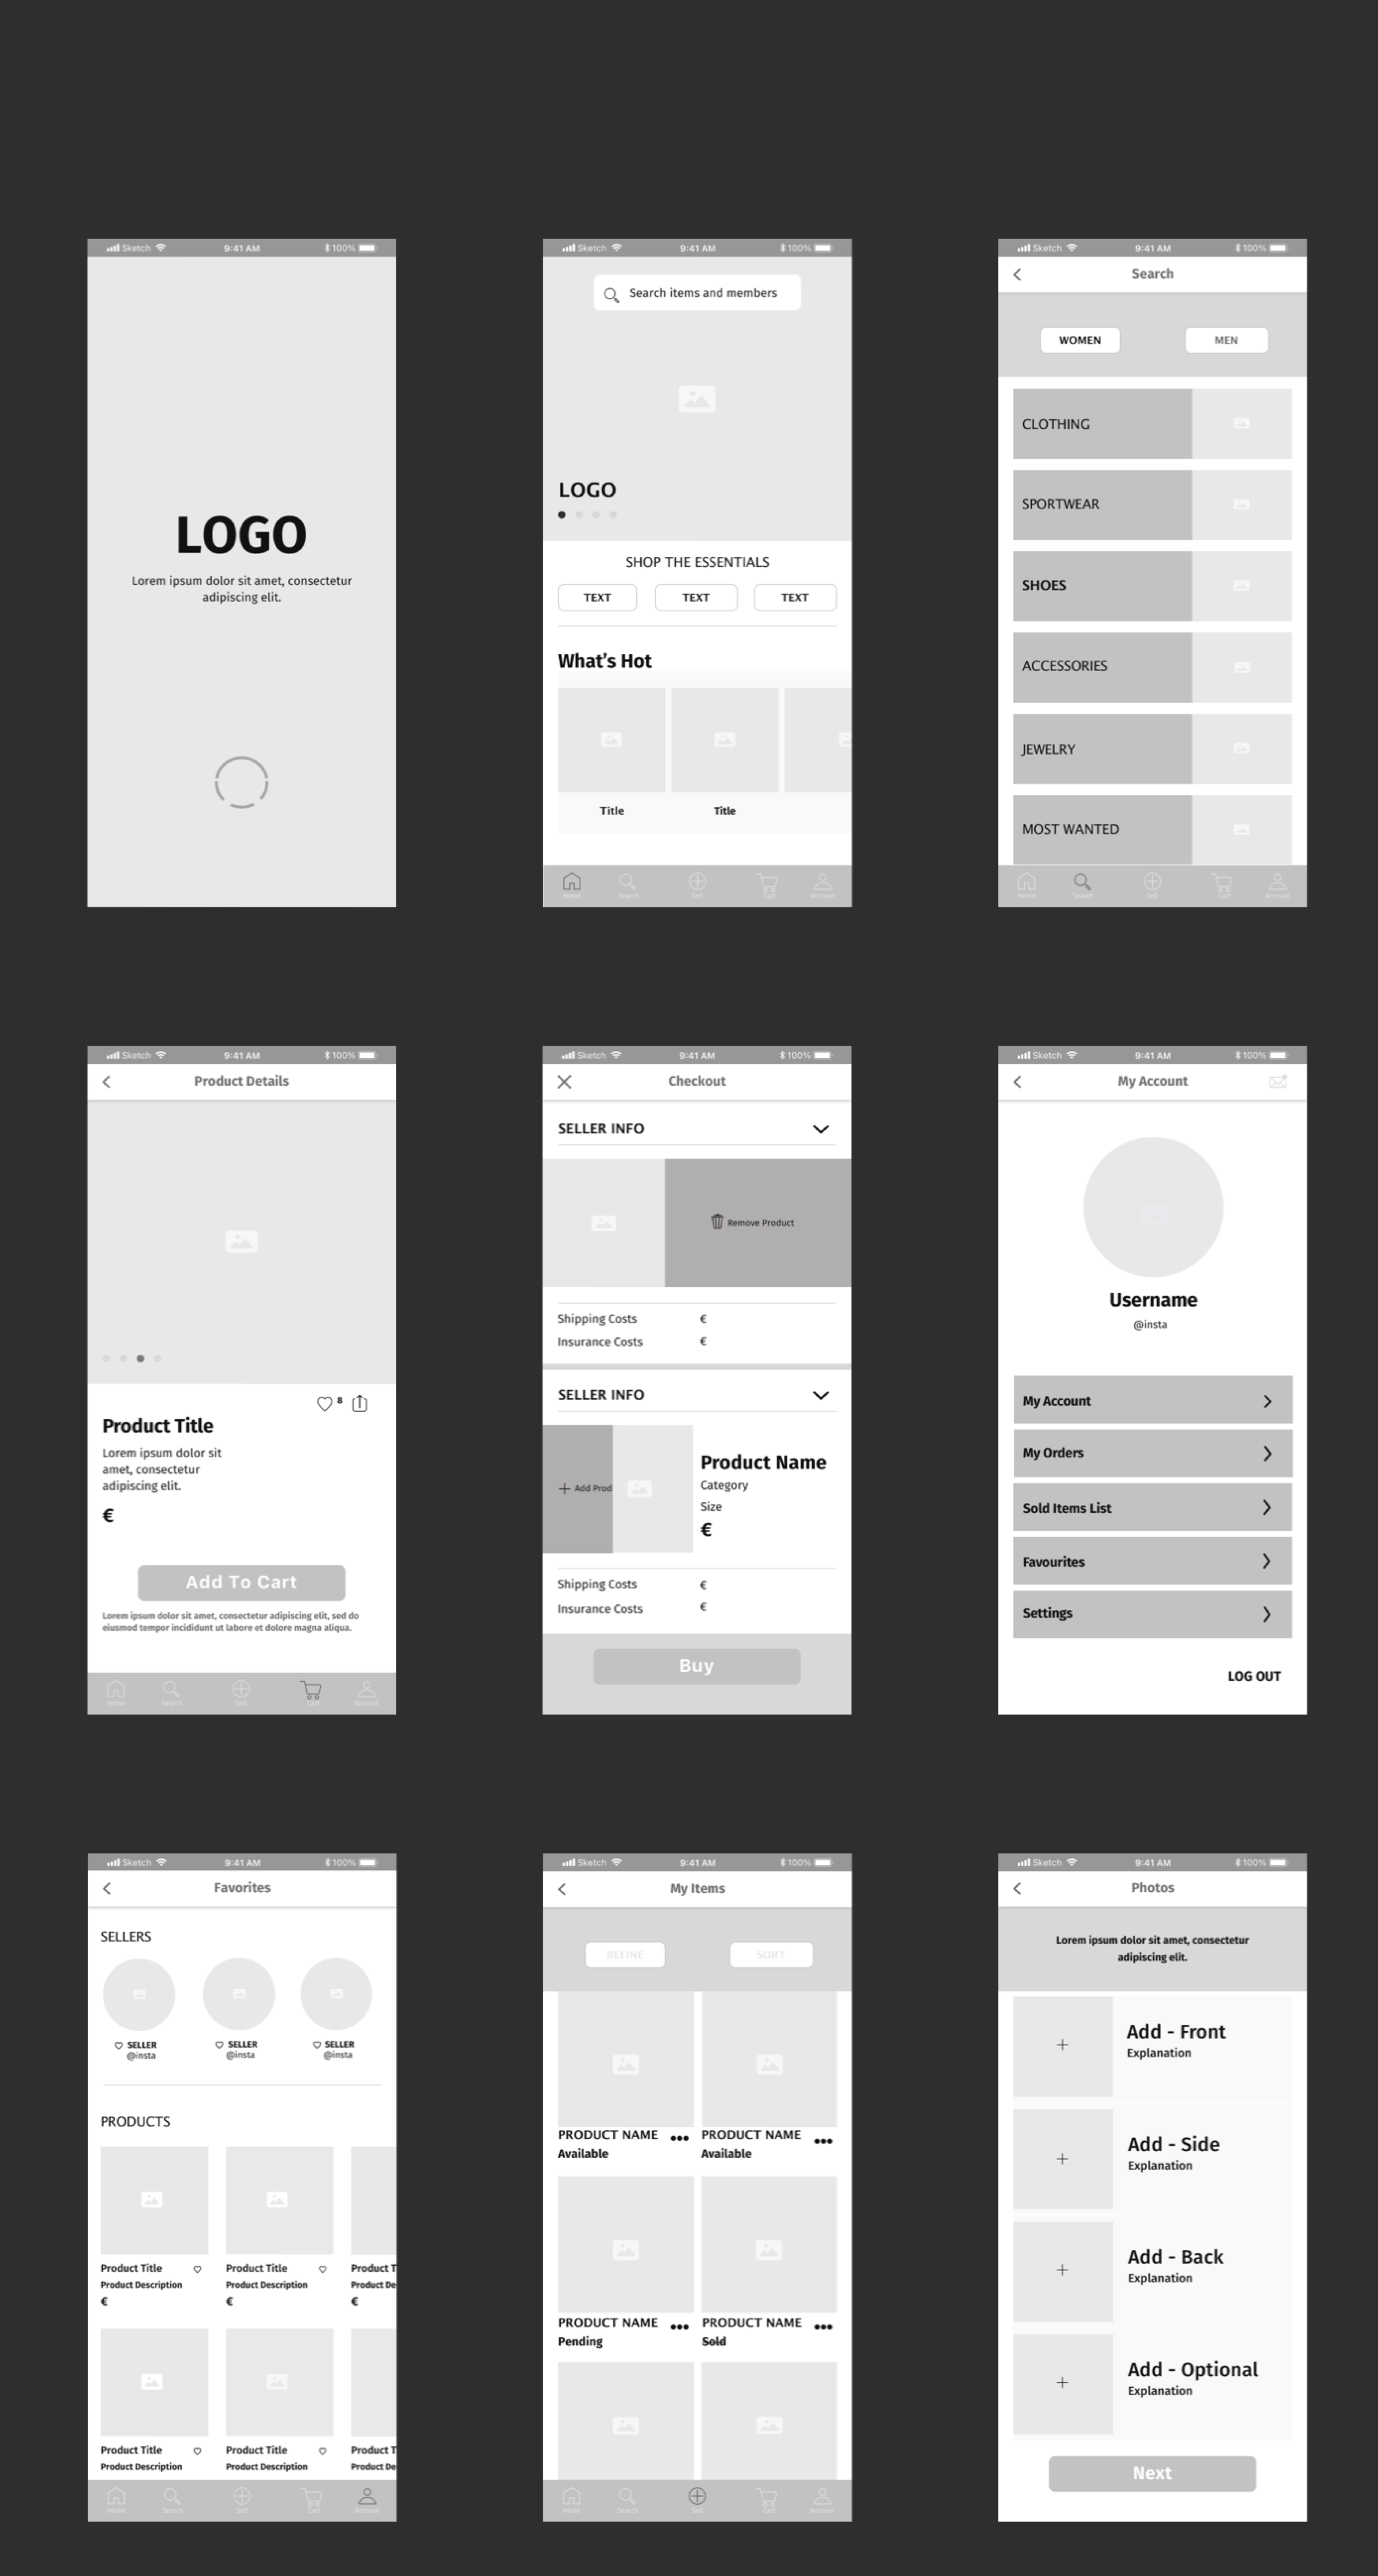 Sketch 9:41 AM 100%
LOGO
Lorem ipsum dolor sit amet, consectetur
adipiscing elit.
Sketch 9:41 AM 100%
Search items and members
LOGO
SHOP THE ESSENTIALS
TEXT TEXT TEXT
What's Hot
Title Title
Home Search Sell Cart Account
Sketch 9:41 AM 100%
Search
WOMEN MEN
CLOTHING
SPORTWEAR
SHOES
ACCESSORIES
JEWELRY
MOST WANTED
Home Search Sell Cart Account
Sketch 9:41 AM 100%
Product Details
8
Product Title
Lorem ipsum dolor sit
amet, consectetur
adipiscing elit.
€
Add To Cart
Lorem ipsum dolor sit amet, consectetur adipiscing elit, sed do
eiusmod tempor incididunt ut labore et dolore magna aliqua.
Home Search Sell Cart Account
Sketch 9:41 AM 100%
Checkout
SELLER INFO
Remove Product
Shipping Costs €
Insurance Costs €
SELLER INFO
+ Add Prod
Product Name
Category
Size
€
Shipping Costs €
Insurance Costs €
Buy
Sketch 9:41 AM 100%
My Account
Username
@insta
My Account
My Orders
Sold Items List
Favourites
Settings
LOG OUT
Sketch 9:41 AM 100%
Favorites
SELLERS
SELLER SELLER SELLER
@insta @insta @insta
PRODUCTS
Product Title Product Title Product T
Product Description Product Description Product De
€ € €
Product Title Product Title Product T
Product Description Product Description Product De
Home Search Sell Cart Account
Sketch 9:41 AM 100%
My Items
REFINE SORT
PRODUCT NAME ••• PRODUCT NAME •••
Available Available
PRODUCT NAME ••• PRODUCT NAME •••
Pending Sold
Home Search Sell Cart Account
Sketch 9:41 AM 100%
Photos
Lorem ipsum dolor sit amet, consectetur
adipiscing elit.
+ Add - Front
Explanation
+ Add - Side
Explanation
+ Add - Back
Explanation
+ Add - Optional
Explanation
Next